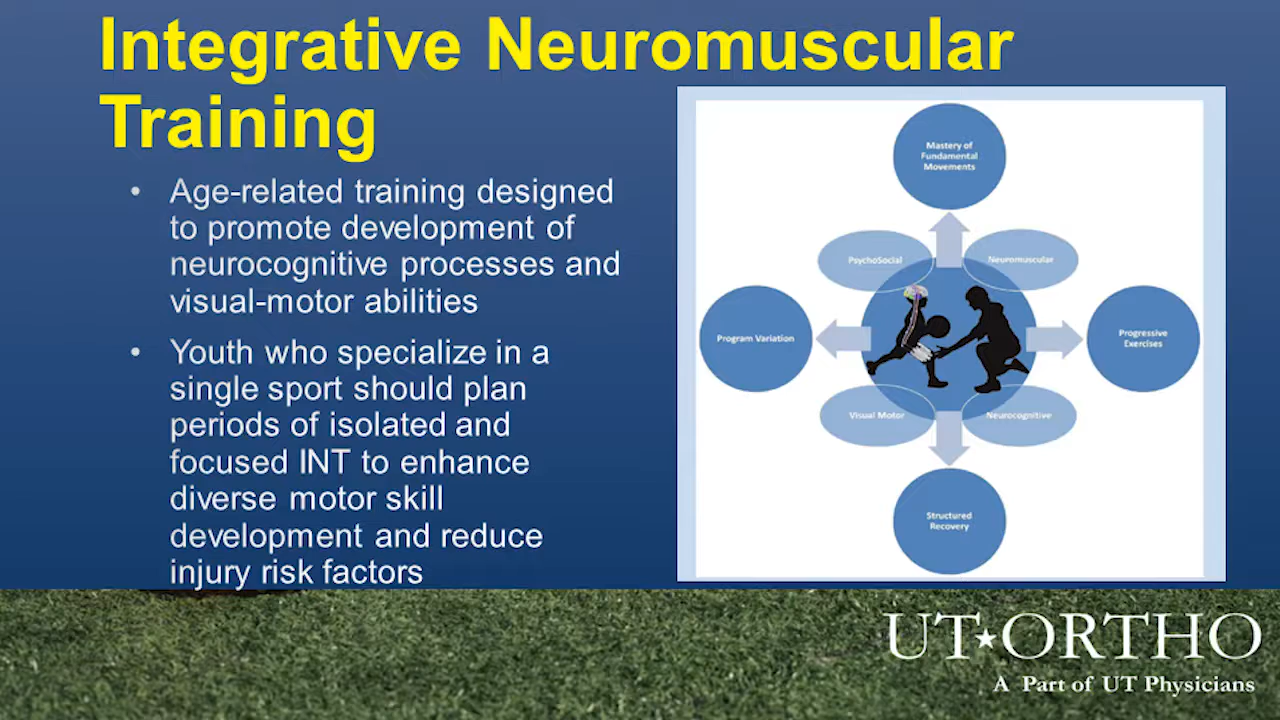 Integrative Neuromuscular
Training
• Age-related training designed
to promote development of
neurocognitive processes and
visual-motor abilities
• Youth who specialize in a
single sport should plan
periods of isolated and
focused INT to enhance
diverse motor skill
development and reduce
injury risk factors
Mastery of
Fundamental
Movements
PsychoSocial
Neuromuscular
Program Variation
Progressive
Exercises
Visual Motor
Neurocognitive
Structured
Recovery
UT★ORTHO
A Part of UT Physicians